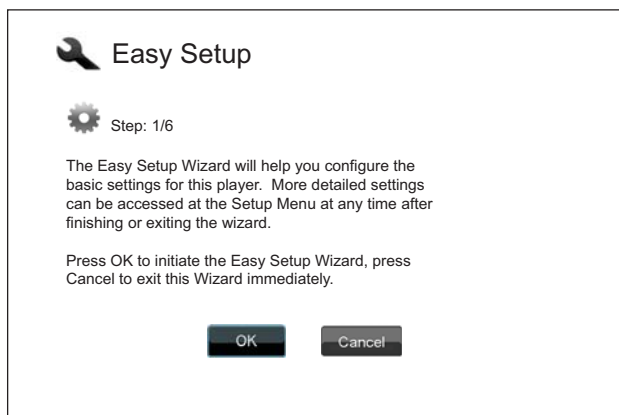 Easy Setup
Step: 1/6
The Easy Setup Wizard will help you configure the
basic settings for this player.  More detailed settings
can be accessed at the Setup Menu at any time after
finishing or exiting the wizard.
Press OK to initiate the Easy Setup Wizard, press
Cancel to exit this Wizard immediately.
OK Cancel